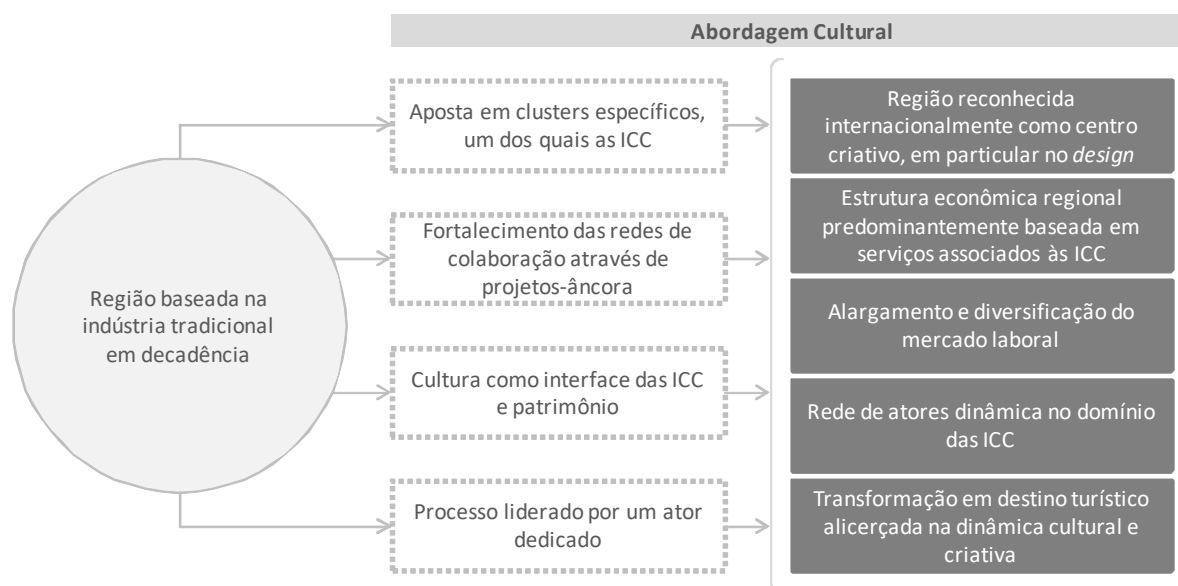 Abordagem Cultural
Região baseada na
indústria tradicional
em decadência
Aposta em clusters específicos,
um dos quais as ICC
Fortalecimento das redes de
colaboração através de
projetos-âncora
Cultura como interface das ICC
e patrimônio
Processo liderado por um ator
dedicado
Região reconhecida
internacionalmente como centro
criativo, em particular no design
Estrutura econômica regional
predominantemente baseada em
serviços associados às ICC
Alargamento e diversificação do
mercado laboral
Rede de atores dinâmica no domínio
das ICC
Transformação em destino turístico
alicerçada na dinâmica cultural e
criativa